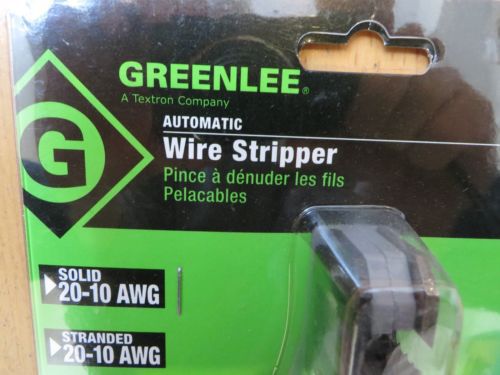 GREENLEE®
A Textron Company
G
AUTOMATIC
Wire Stripper
Pince à dénuder les fils
Pelacables
SOLID
20-10 AWG
STRANDED
20-10 AWG